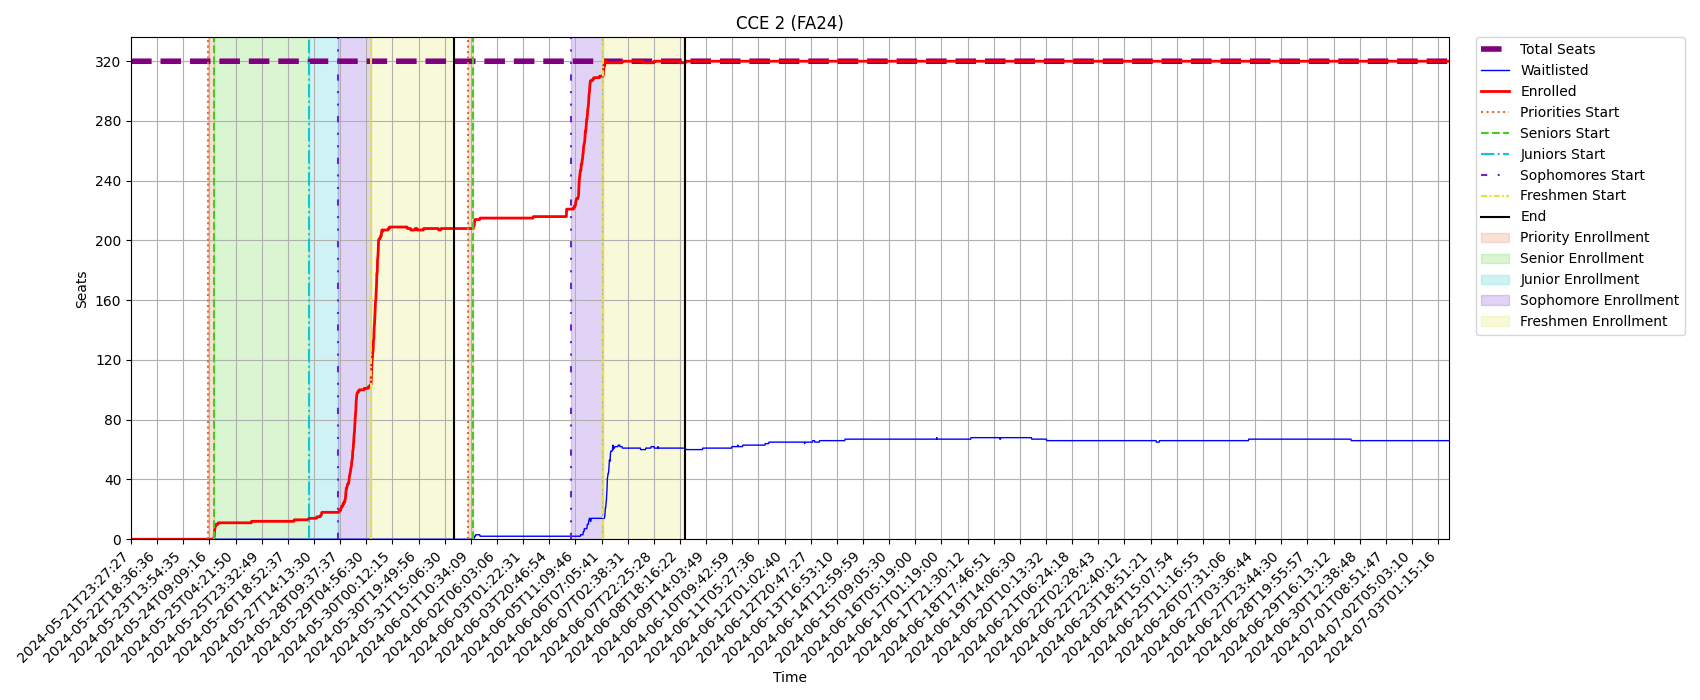 CCE 2 (FA24)
Seats
320
280
240
200
160
120
80
40
0
2024-05-21T23:27:27
2024-05-22T18:36:36
2024-05-23T13:54:35
2024-05-24T09:09:16
2024-05-25T04:21:50
2024-05-25T23:32:49
2024-05-26T18:52:37
2024-05-27T14:13:30
2024-05-28T09:37:37
2024-05-29T04:56:30
2024-05-30T00:12:15
2024-05-30T19:49:56
2024-05-31T15:06:30
2024-06-01T10:34:09
2024-06-02T06:03:06
2024-06-03T01:22:31
2024-06-03T20:46:54
2024-06-05T11:09:46
2024-06-06T07:05:41
2024-06-07T02:38:31
2024-06-07T22:25:28
2024-06-08T18:16:22
2024-06-09T14:03:49
2024-06-10T09:42:59
2024-06-11T05:27:36
2024-06-12T01:02:40
2024-06-12T20:47:27
2024-06-13T16:53:10
2024-06-14T12:59:59
2024-06-15T09:05:30
2024-06-16T05:19:00
2024-06-17T01:19:00
2024-06-17T21:30:12
2024-06-18T17:46:51
2024-06-19T14:06:30
2024-06-20T10:13:32
2024-06-21T06:24:18
2024-06-22T02:28:43
2024-06-22T22:40:12
2024-06-23T18:51:21
2024-06-24T15:07:54
2024-06-25T11:16:55
2024-06-26T07:31:06
2024-06-27T03:36:44
2024-06-27T23:44:30
2024-06-28T19:55:57
2024-06-29T16:13:12
2024-06-30T12:38:48
2024-07-01T08:51:47
2024-07-02T05:03:10
2024-07-03T01:15:16
Time
Total Seats
Waitlisted
Enrolled
Priorities Start
Seniors Start
Juniors Start
Sophomores Start
Freshmen Start
End
Priority Enrollment
Senior Enrollment
Junior Enrollment
Sophomore Enrollment
Freshmen Enrollment